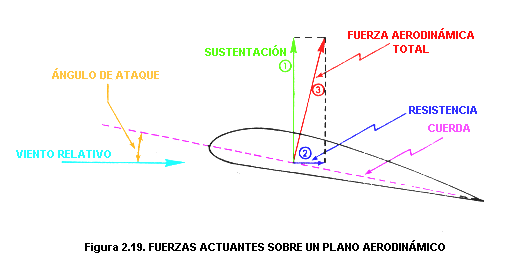 FUERZA AERODINÁMICA
TOTAL
SUSTENTACIÓN
1
ÁNGULO DE ATAQUE
3
RESISTENCIA
CUERDA
VIENTO RELATIVO
2
Figura 2.19. FUERZAS ACTUANTES SOBRE UN PLANO AERODINÁMICO